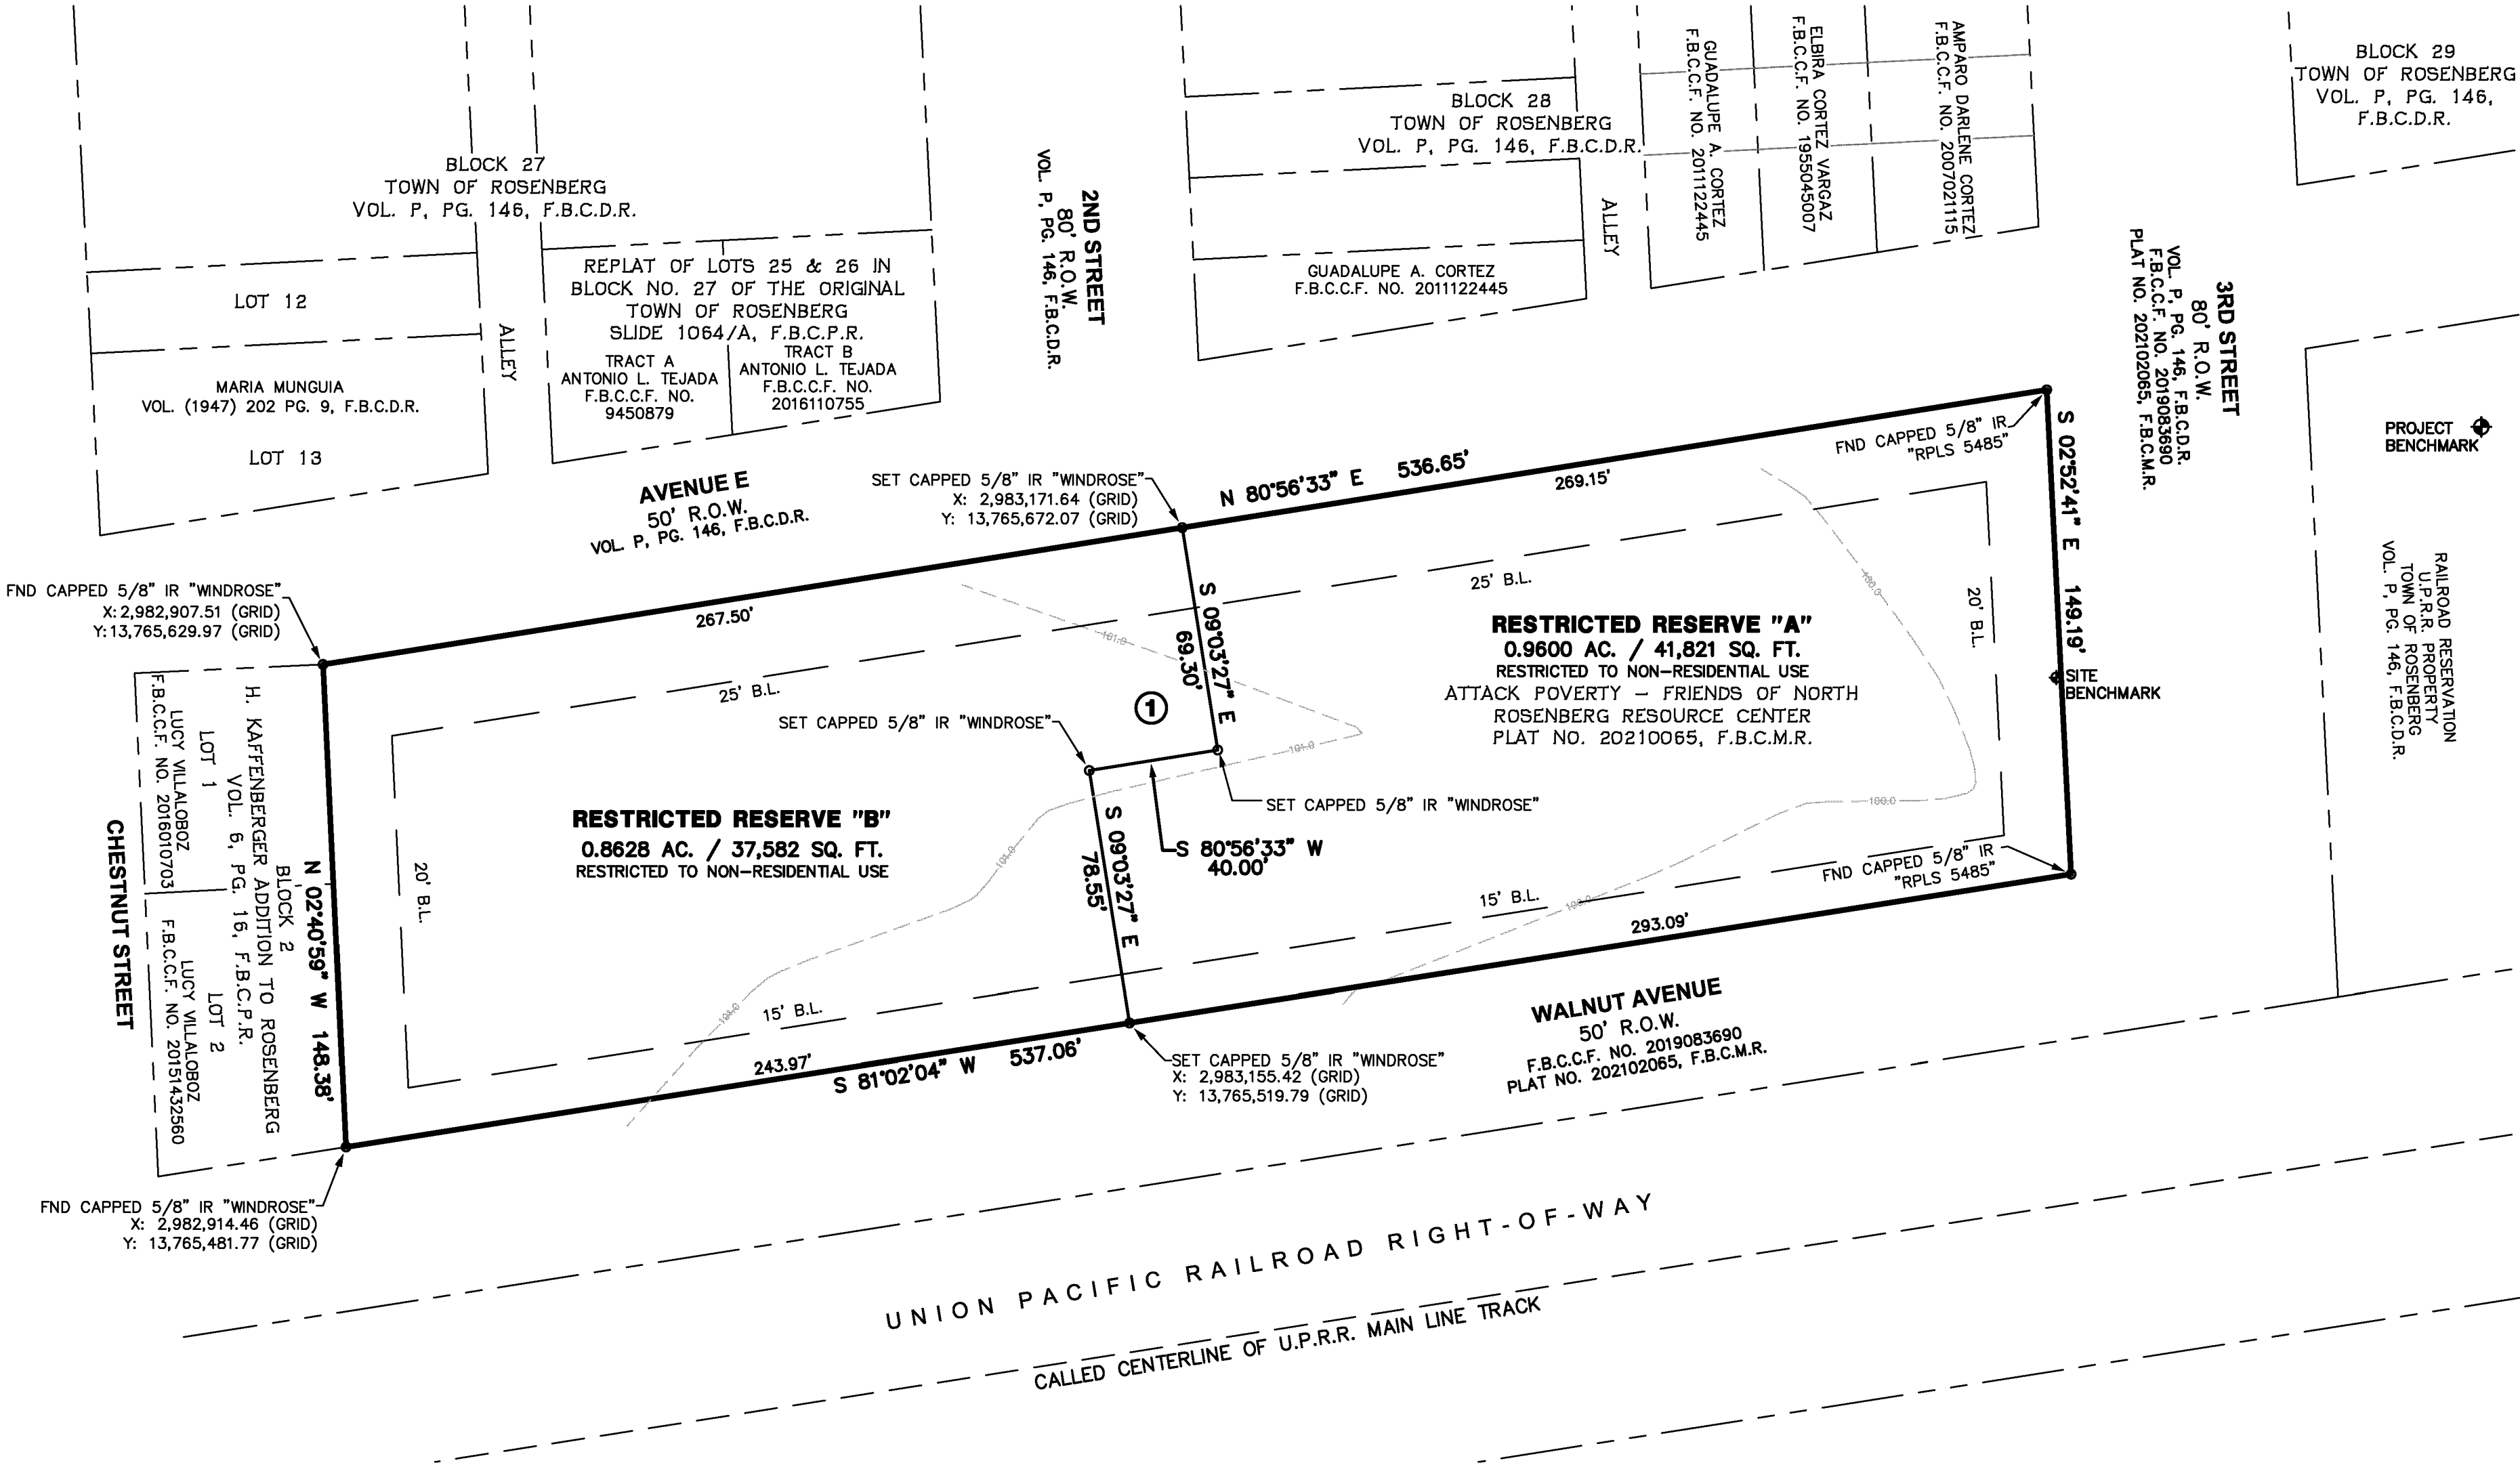 BLOCK 27
TOWN OF ROSENBERG
VOL. P, PG. 146, F.B.C.D.R.
LOT 12
MARIA MUNGUIA
VOL. (1947) 202 PG. 9, F.B.C.D.R.
LOT 13
ALLEY
REPLAT OF LOTS 25 & 26 IN
BLOCK NO. 27 OF THE ORIGINAL
TOWN OF ROSENBERG
SLIDE 1064/A, F.B.C.P.R.
TRACT A
ANTONIO L. TEJADA
F.B.C.C.F. NO.
9450879
TRACT B
ANTONIO L. TEJADA
F.B.C.C.F. NO.
2016110755
2ND STREET
80' R.O.W.
VOL. P, PG. 146, F.B.C.D.R.
BLOCK 28
TOWN OF ROSENBERG
VOL. P, PG. 146, F.B.C.D.R.
GUADALUPE A. CORTEZ
F.B.C.C.F. NO. 2011122445
ALLEY
GUADALUPE A. CORTEZ
F.B.C.C.F. NO. 2011122445
ELBIRA CORTEZ VARGAZ
F.B.C.C.F. NO. 1955045007
AMPARO DARLENE CORTEZ
F.B.C.C.F. NO. 2007021115
BLOCK 29
TOWN OF ROSENBERG
VOL. P, PG. 146,
F.B.C.D.R.
3RD STREET
80' R.O.W.
VOL. P, PG. 146, F.B.C.D.R.
F.B.C.C.F. NO. 2019083690
PLAT NO. 202102065, F.B.C.M.R.
PROJECT
BENCHMARK
RAILROAD RESERVATION
U.P.R.R. PROPERTY
TOWN OF ROSENBERG
VOL. P, PG. 146, F.B.C.D.R.
AVENUE E
50' R.O.W.
VOL. P, PG. 146, F.B.C.D.R.
SET CAPPED 5/8" IR "WINDROSE"
X: 2,983,171.64 (GRID)
Y: 13,765,672.07 (GRID)
N 80°56'33" E 536.65'
269.15'
FND CAPPED 5/8" IR
"RPLS 5485"
S 02°52'41" E 149.19'
SITE
BENCHMARK
FND CAPPED 5/8" IR "WINDROSE"
X: 2,982,907.51 (GRID)
Y: 13,765,629.97 (GRID)
267.50'
25' B.L.
25' B.L.
20' B.L.
100.0
101.0
S 09°03'27" E
69.30'
1
RESTRICTED RESERVE "A"
0.9600 AC. / 41,821 SQ. FT.
RESTRICTED TO NON-RESIDENTIAL USE
ATTACK POVERTY - FRIENDS OF NORTH
ROSENBERG RESOURCE CENTER
PLAT NO. 20210065, F.B.C.M.R.
SET CAPPED 5/8" IR "WINDROSE"
101.0
100.0
SET CAPPED 5/8" IR "WINDROSE"
S 80°56'33" W
40.00'
RESTRICTED RESERVE "B"
0.8628 AC. / 37,582 SQ. FT.
RESTRICTED TO NON-RESIDENTIAL USE
101.0
S 09°03'27" E
78.55'
FND CAPPED 5/8" IR
"RPLS 5485"
15' B.L.
100.0
293.09'
20' B.L.
101.0
15' B.L.
243.97'
S 81°02'04" W 537.06'
SET CAPPED 5/8" IR "WINDROSE"
X: 2,983,155.42 (GRID)
Y: 13,765,519.79 (GRID)
WALNUT AVENUE
50' R.O.W.
F.B.C.C.F. NO. 2019083690
PLAT NO. 202102065, F.B.C.M.R.
N 02°40'59" W 148.38'
BLOCK 2
H. KAFFENBERGER ADDITION TO ROSENBERG
VOL. 6, PG. 16, F.B.C.P.R.
LOT 1
LUCY VILLALOBOZ
F.B.C.C.F. NO. 2016010703
LOT 2
LUCY VILLALOBOZ
F.B.C.C.F. NO. 20151432560
CHESTNUT STREET
FND CAPPED 5/8" IR "WINDROSE"
X: 2,982,914.46 (GRID)
Y: 13,765,481.77 (GRID)
UNION PACIFIC RAILROAD RIGHT-OF-WAY
CALLED CENTERLINE OF U.P.R.R. MAIN LINE TRACK